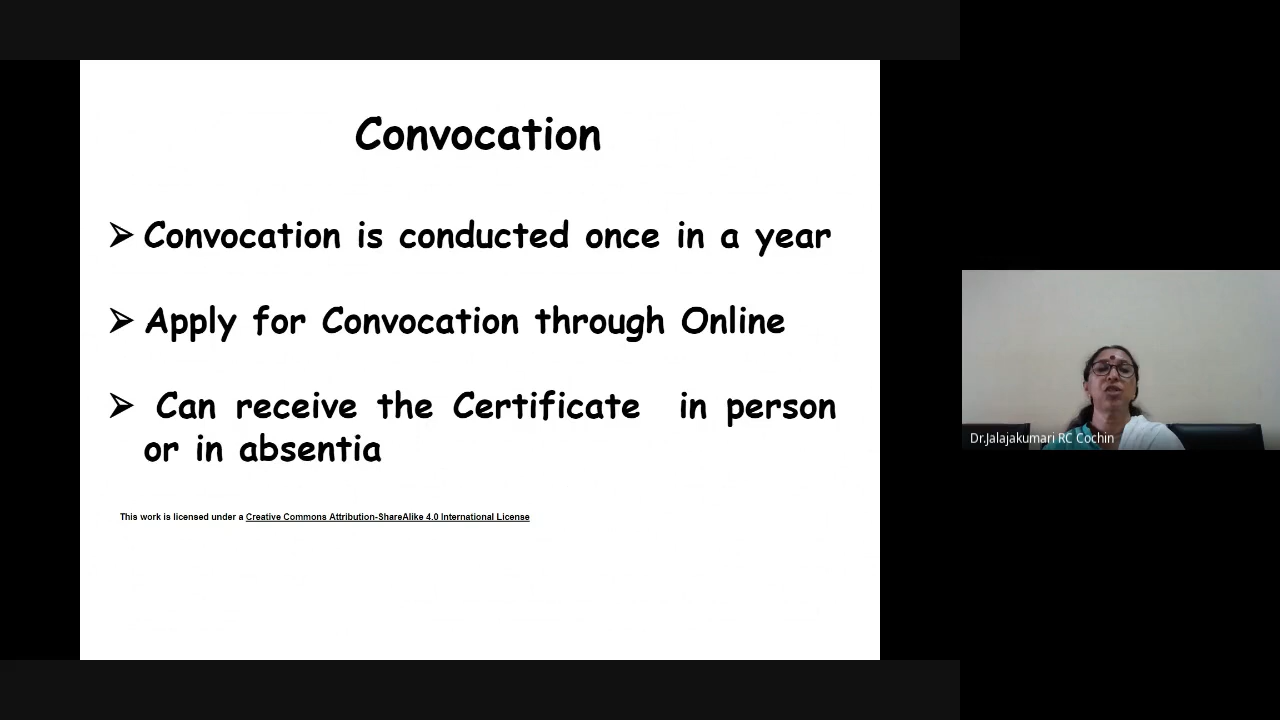 Convocation
➢ Convocation is conducted once in a year
➢ Apply for Convocation through Online
➢ Can receive the Certificate in person
or in absentia
This work is licensed under a Creative Commons Attribution-ShareAlike 4.0 International License
Dr.Jalajakumari RC Cochin